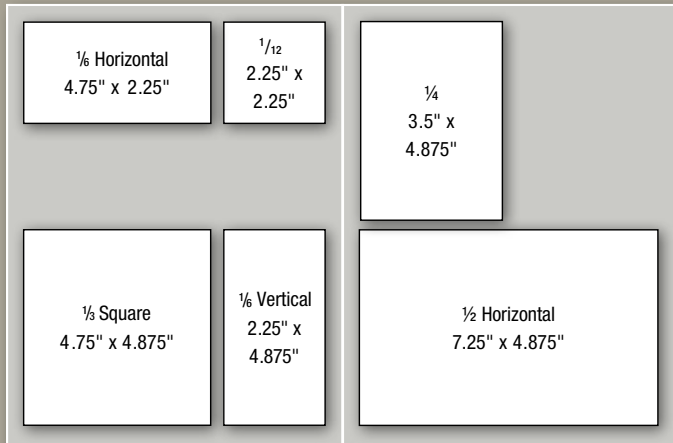 ⅙ Horizontal
4.75" x 2.25"
1/12
2.25" x
2.25"
¼
3.5" x
4.875"
⅓ Square
4.75" x 4.875"
⅙ Vertical
2.25" x
4.875"
½ Horizontal
7.25" x 4.875"